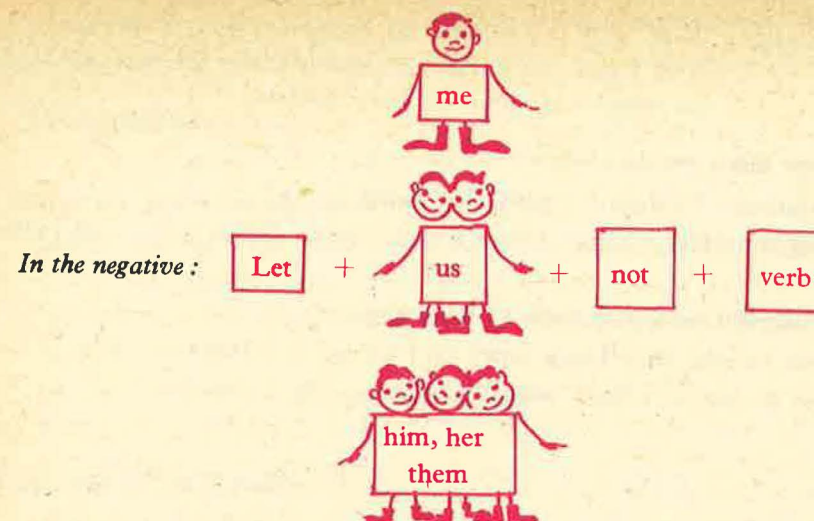 me
In the negative : Let + us + not + verb
him, her
them